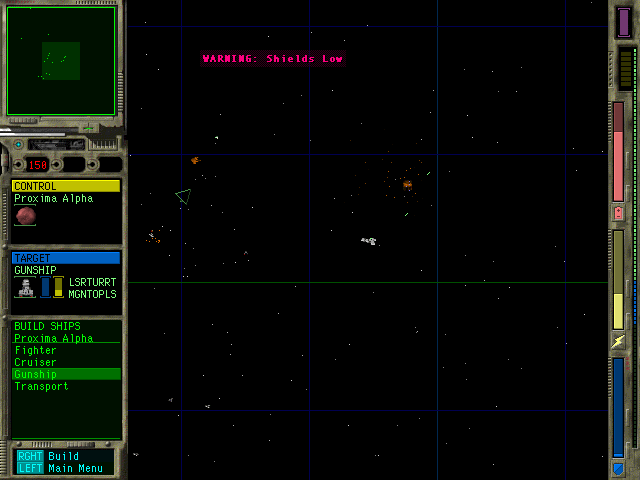 WARNING: Shields Low
150
CONTROL
Proxima Alpha
TARGET
GUNSHIP
LSRTURRT
MGNTOPLS
BUILD SHIPS
Proxima Alpha
Fighter
Cruiser
Gunship
Transport
RGHT Build
LEFT Main Menu